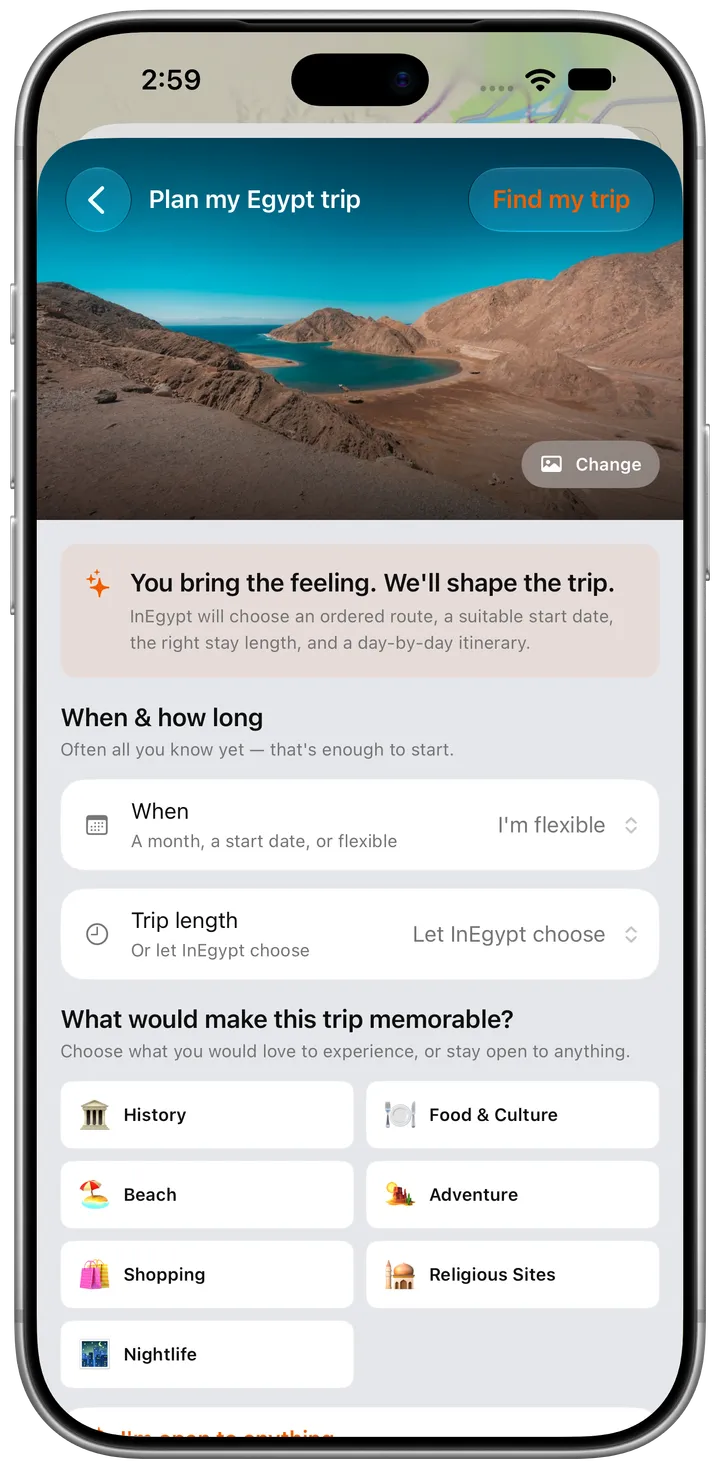 2:59
Plan my Egypt trip
Find my trip
Change
You bring the feeling. We'll shape the trip.
InEgypt will choose an ordered route, a suitable start date,
the right stay length, and a day-by-day itinerary.
When & how long
Often all you know yet — that's enough to start.
When
I'm flexible
A month, a start date, or flexible
Trip length
Let InEgypt choose
Or let InEgypt choose
What would make this trip memorable?
Choose what you would love to experience, or stay open to anything.
History
Food & Culture
Beach
Adventure
Shopping
Religious Sites
Nightlife
I'm open to anything